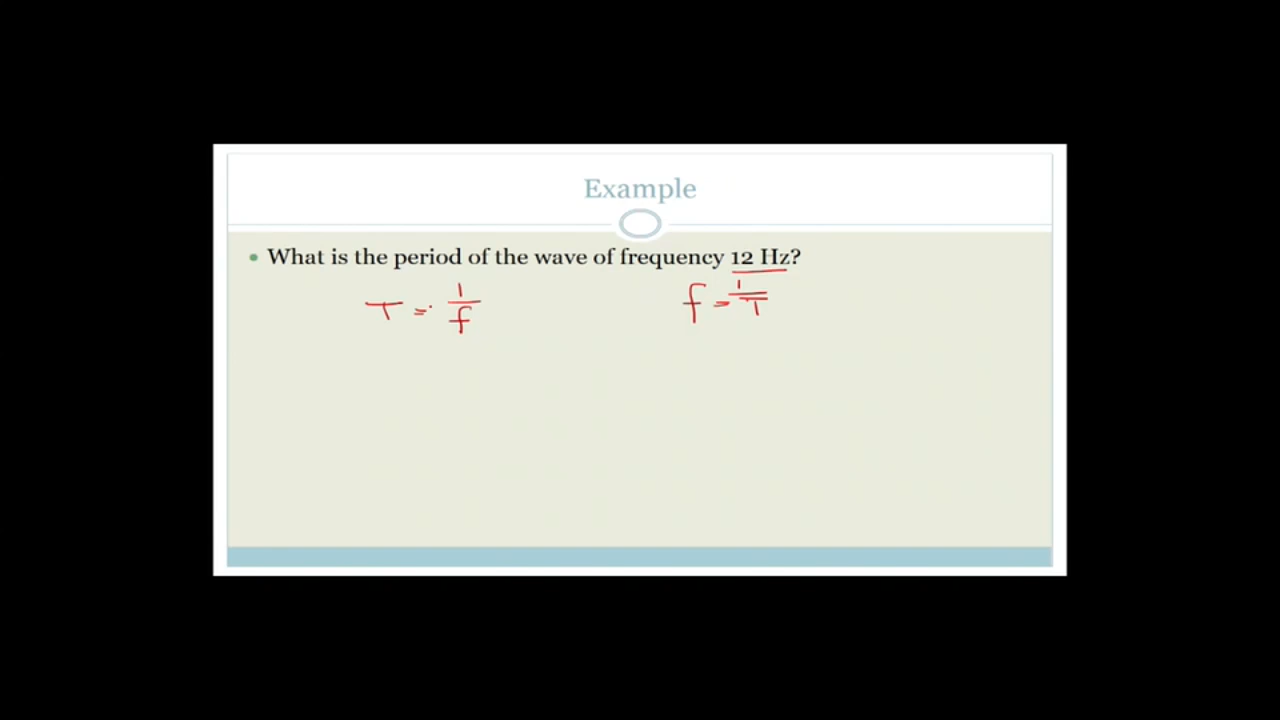 Example
• What is the period of the wave of frequency 12 Hz?
T = 1/f
f = 1/T